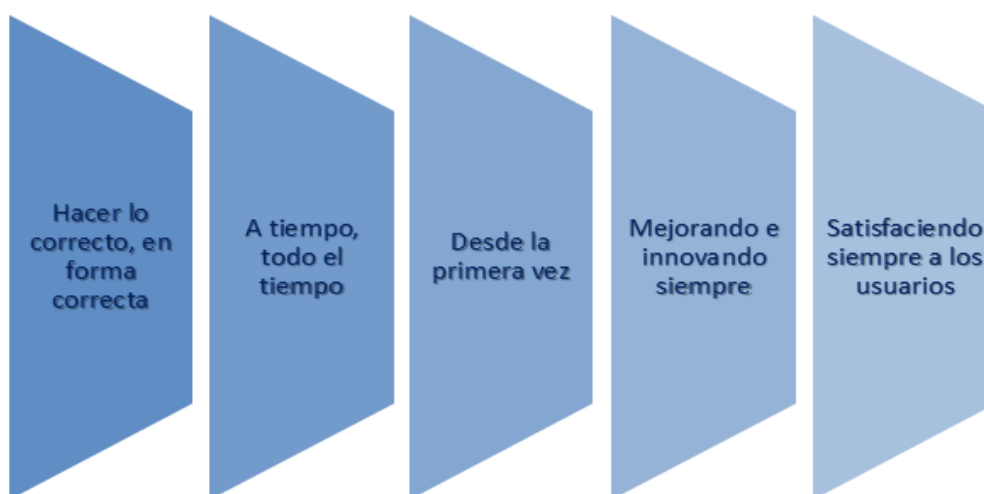 Hacer lo
correcto, en
forma
correcta
A tiempo,
todo el
tiempo
Desde la
primera vez
Mejorando e
innovando
siempre
Satisfaciendo
siempre a los
usuarios